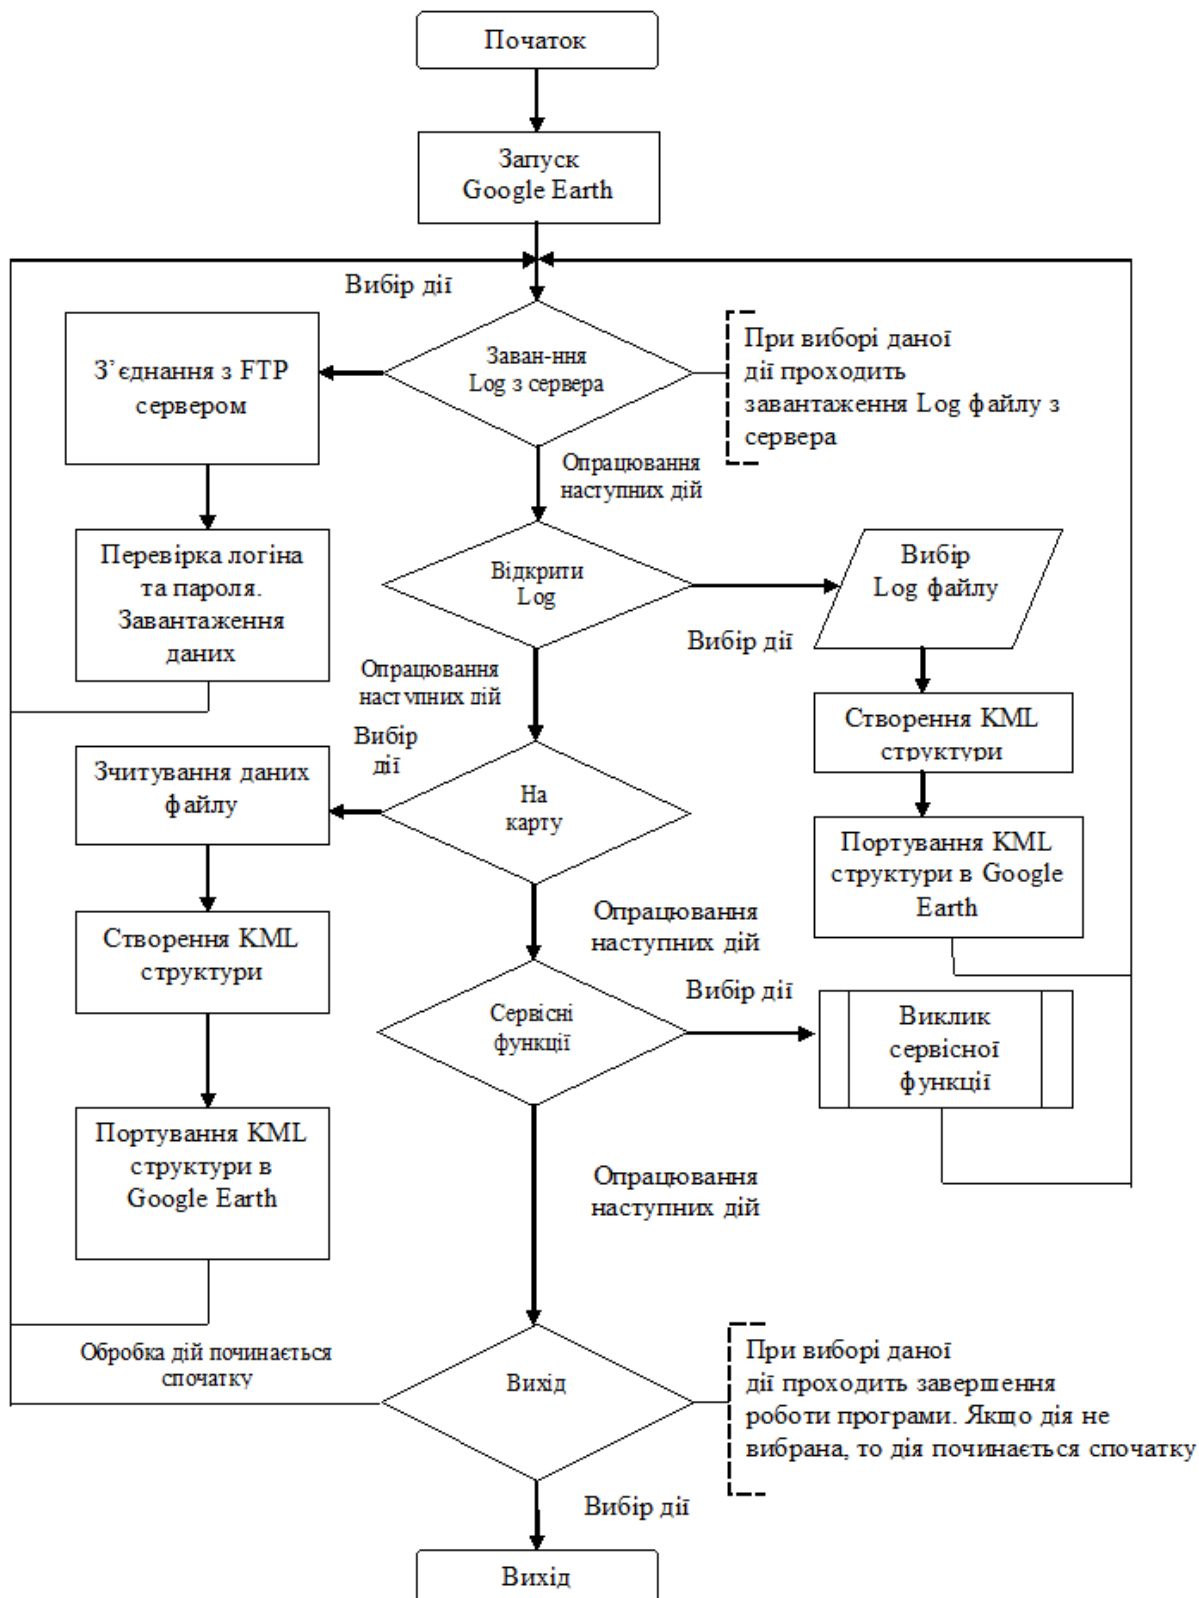 Початок
Запуск
Google Earth
Вибір дії
Заван-ння
Log з сервера
З’єднання з FTP
сервером
При виборі даної
дії проходить
завантаження Log файлу з
сервера
Опрацювання
наступних дій
Перевірка логіна
та пароля.
Завантаження
даних
Відкрити
Log
Вибір
Log файлу
Вибір дії
Опрацювання
наступних дій
Створення KML
структури
Вибір
дії
Зчитування даних
файлу
На
карту
Портування KML
структури в Google
Earth
Опрацювання
наступних дій
Створення KML
структури
Вибір дії
Сервісні
функції
Виклик
сервісної
функції
Портування KML
структури в
Google Earth
Опрацювання
наступних дій
Обробка дій починається
спочатку
Вихід
При виборі даної
дії проходить завершення
роботи програми. Якщо дія не
вибрана, то дія починається спочатку
Вибір дії
Вихід